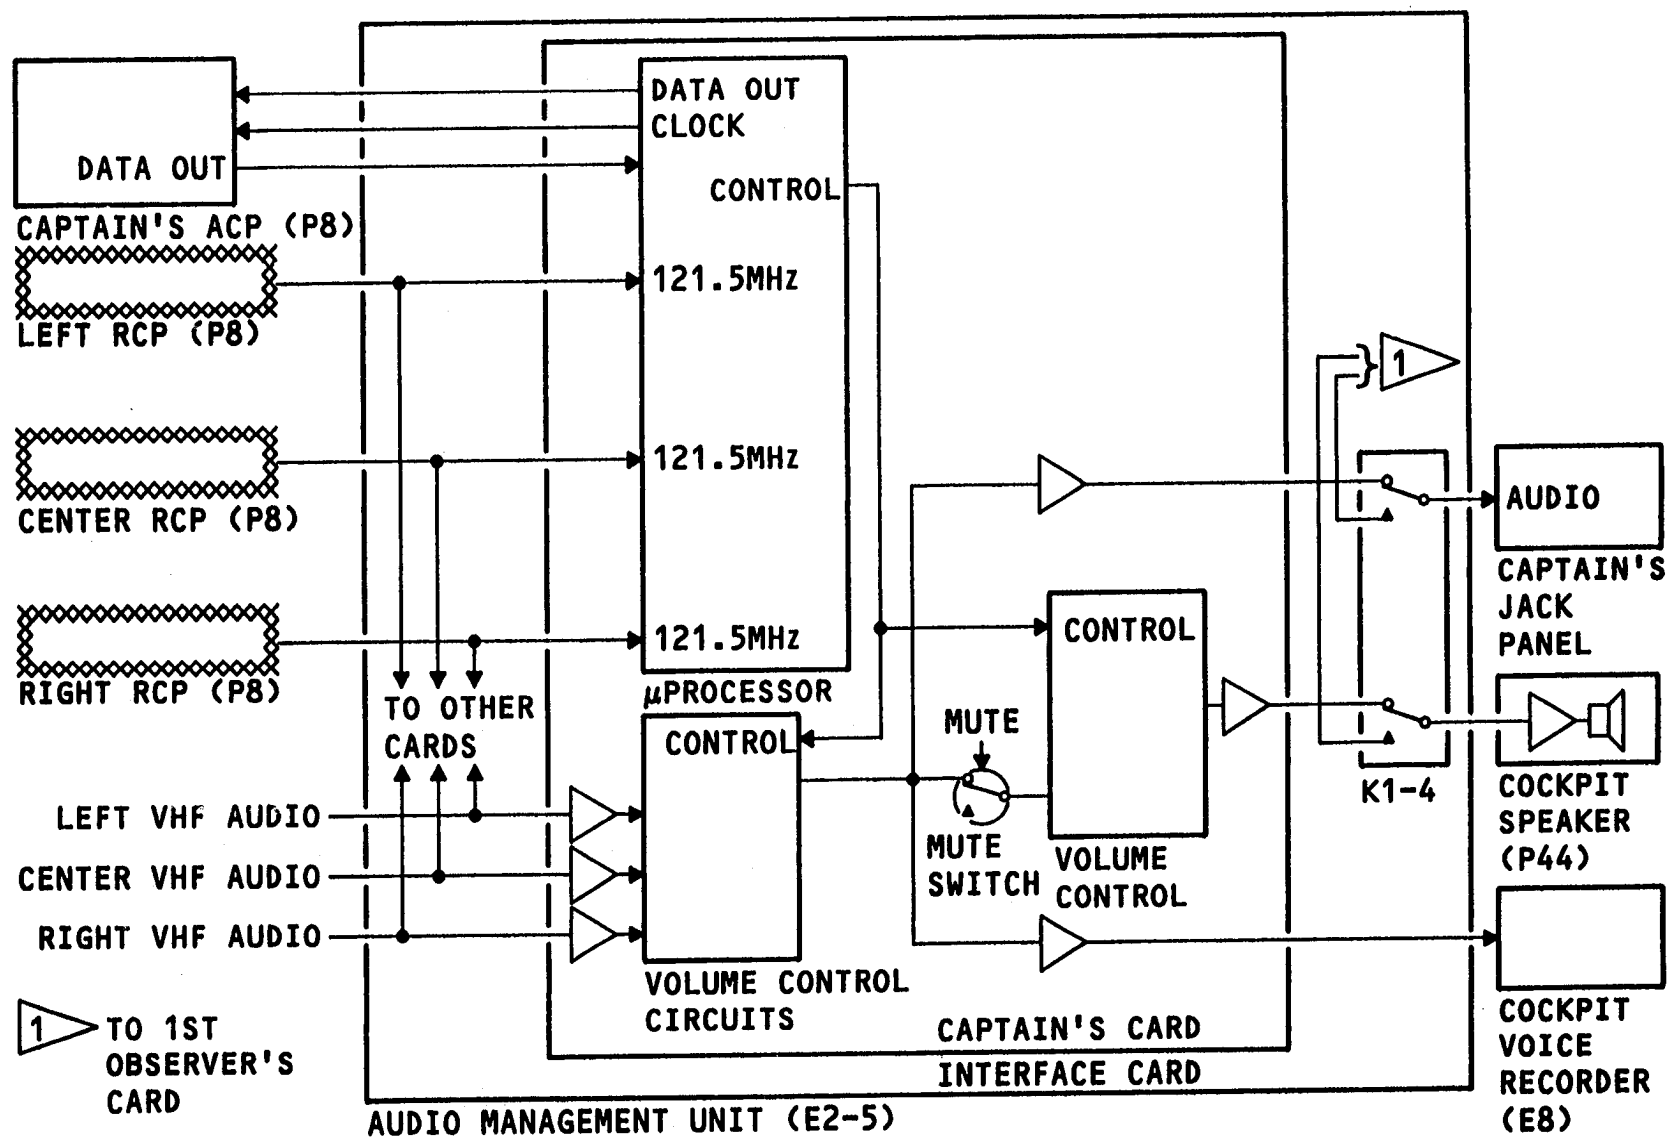 DATA OUT
CLOCK
DATA OUT
CONTROL
CAPTAIN'S ACP (P8)
121.5MHz
LEFT RCP (P8)
1
121.5MHz
CENTER RCP (P8)
AUDIO
CAPTAIN'S
JACK
PANEL
121.5MHz
CONTROL
RIGHT RCP (P8)
µPROCESSOR
TO OTHER
CARDS
CONTROL
MUTE
MUTE
SWITCH
VOLUME
CONTROL
K1-4
COCKPIT
SPEAKER
(P44)
LEFT VHF AUDIO
CENTER VHF AUDIO
RIGHT VHF AUDIO
VOLUME CONTROL
CIRCUITS
1
TO 1ST
OBSERVER'S
CARD
CAPTAIN'S CARD
INTERFACE CARD
COCKPIT
VOICE
RECORDER
(E8)
AUDIO MANAGEMENT UNIT (E2-5)